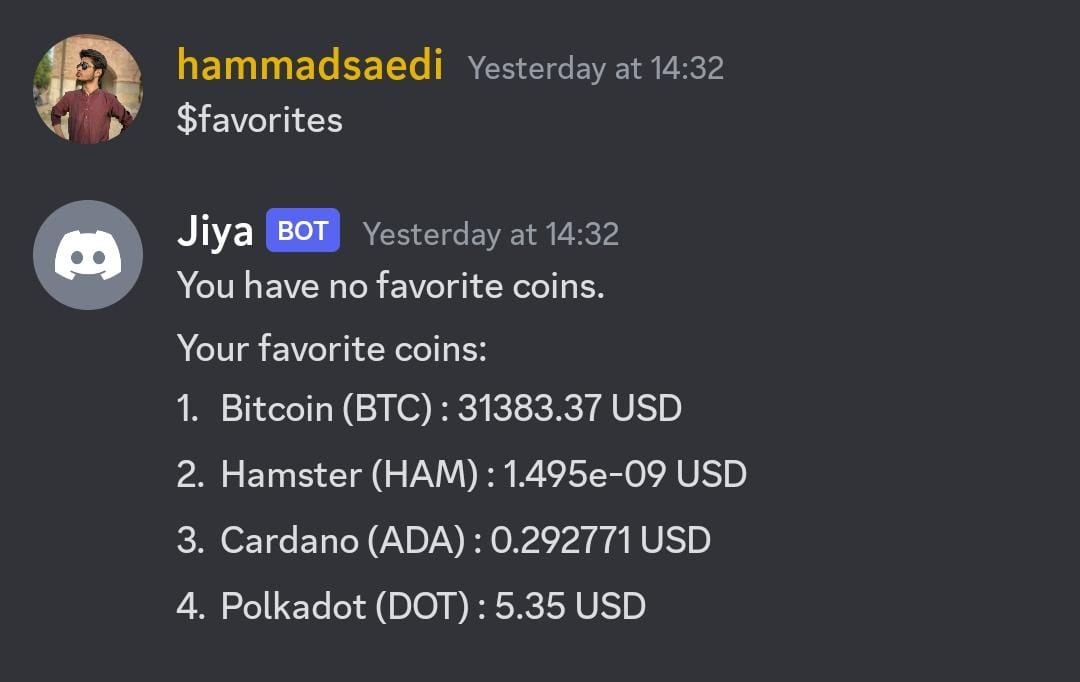 hammadsaedi Yesterday at 14:32
$favorites
Jiya BOT Yesterday at 14:32
You have no favorite coins.
Your favorite coins:
1. Bitcoin (BTC) : 31383.37 USD
2. Hamster (HAM) : 1.495e-09 USD
3. Cardano (ADA) : 0.292771 USD
4. Polkadot (DOT) : 5.35 USD